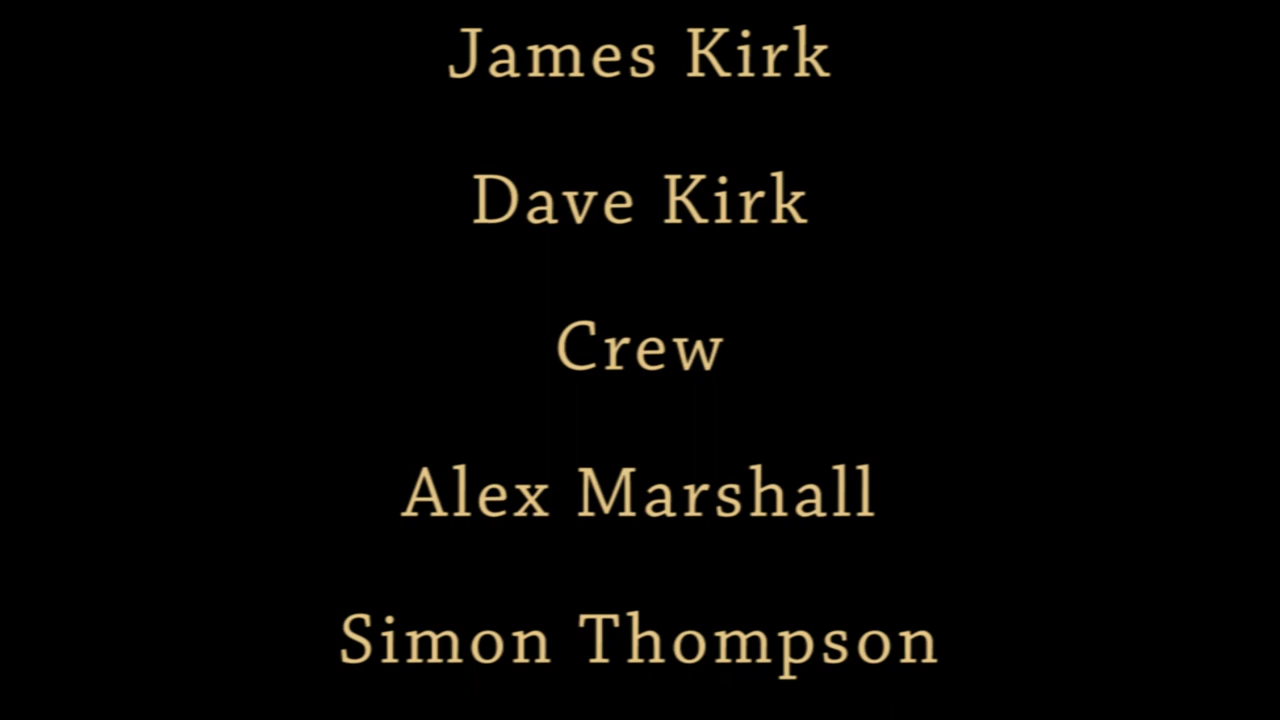 James Kirk
Dave Kirk
Crew
Alex Marshall
Simon Thompson